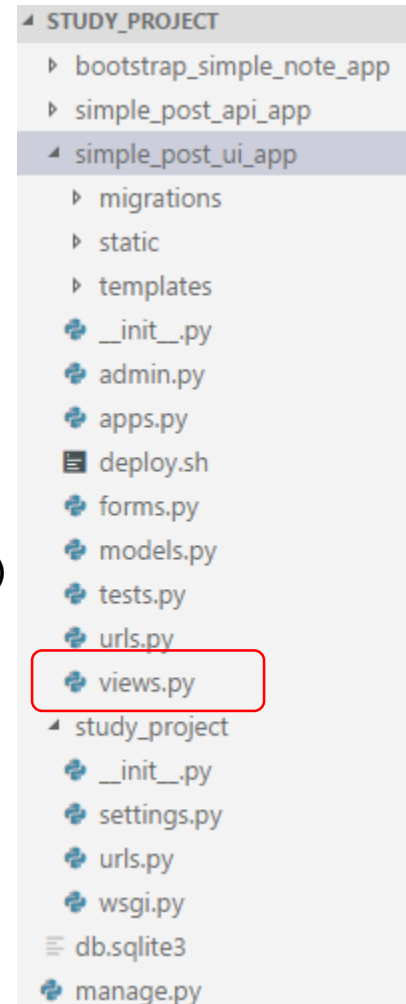 STUDY_PROJECT
bootstrap_simple_note_app
simple_post_api_app
simple_post_ui_app
migrations
static
templates
__init__.py
admin.py
apps.py
deploy.sh
forms.py
models.py
)
tests.py
urls.py
views.py
study_project
__init__.py
settings.py
urls.py
wsgi.py
db.sqlite3
manage.py